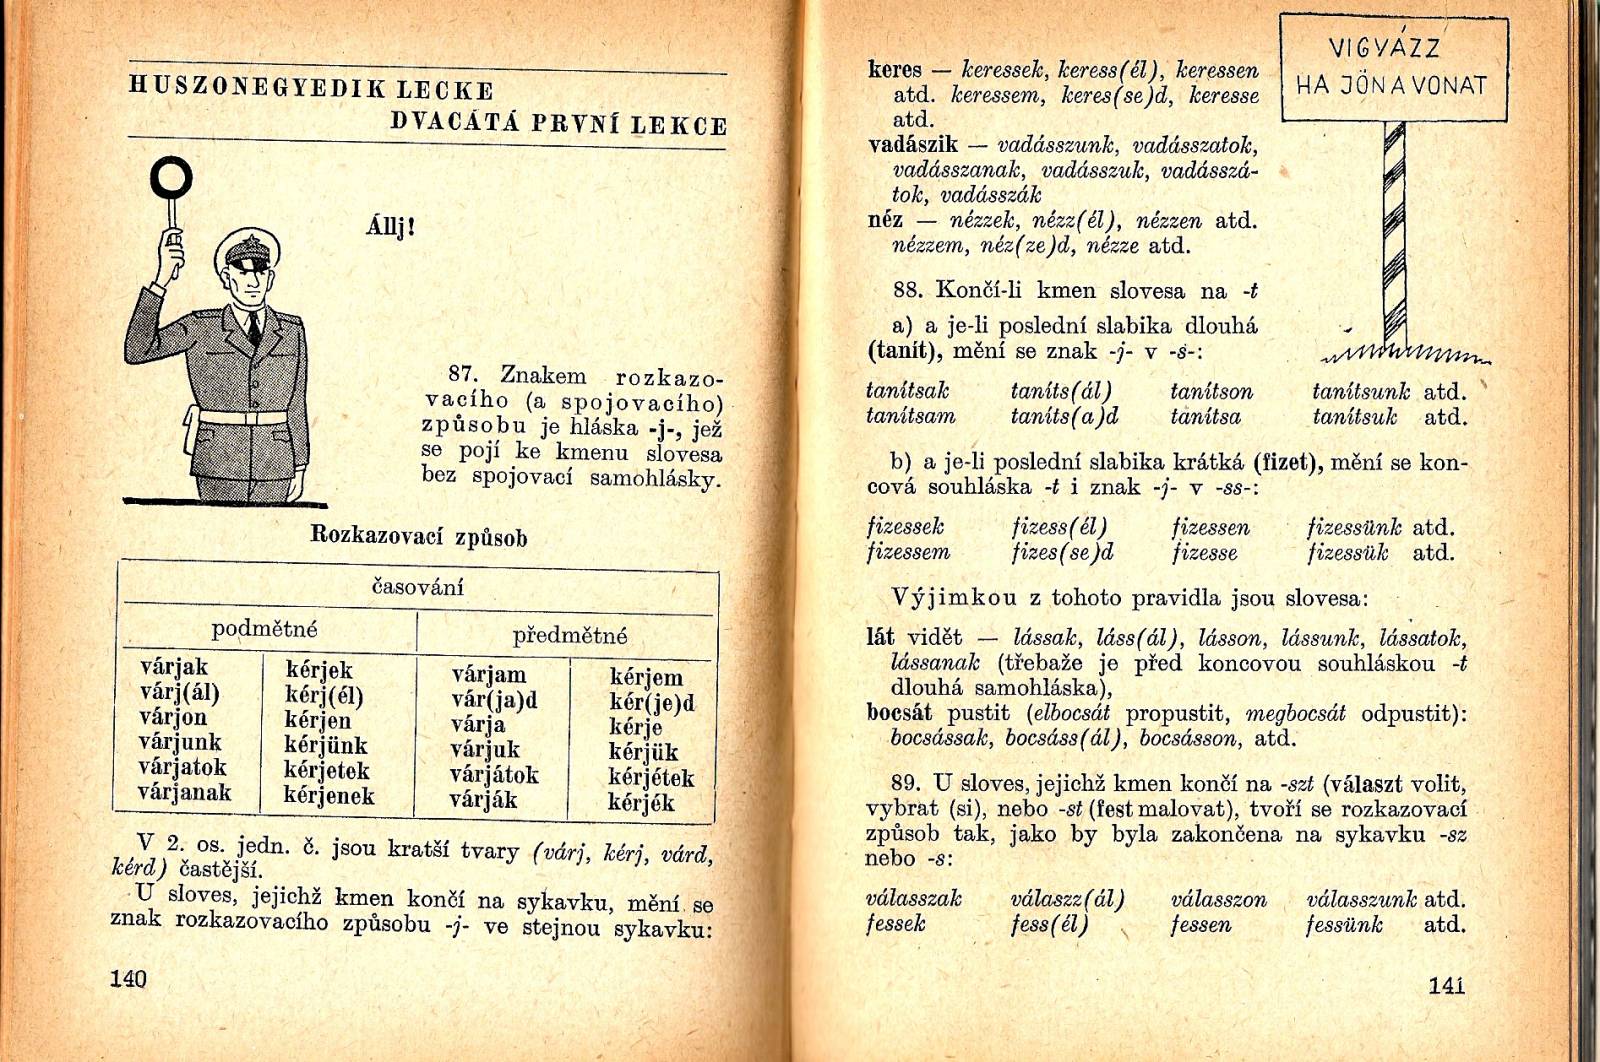 HUSZONEGYEDIK LECKE
DVACÁTÁ PRVNÍ LEKCE
Állj!
87. Znakem rozkazo-
vacího (a spojovacího)
způsobu je hláska -j-, jež
se pojí ke kmenu slovesa
bez spojovací samohlásky.
Rozkazovací způsob
časování
podmětné předmětné
várjak kérjek várjam kérjem
várj(ál) kérj(él) vár(ja)d kér(je)d
várjon kérjen várja kérje
várjunk kérjünk várjuk kérjük
várjatok kérjetek várjátok kérjétek
várjanak kérjenek várják kérjék
V 2. os. jedn. č. jsou kratší tvary (várj, kérj, várd,
kérd) častější.
U sloves, jejichž kmen končí na sykavku, mění se
znak rozkazovacího způsobu -j- ve stejnou sykavku:
140
VIGYÁZZ
HA JÖN A VONAT
keres — keressek, keress(él), keressen
atd. keressem, keres(se)d, keresse
atd.
vadászik — vadásszunk, vadásszatok,
vadásszanak, vadásszuk, vadásszá-
tok, vadásszák
néz — nézzek, nézz(él), nézzen atd.
nézzem, néz(ze)d, nézze atd.
88. Končí-li kmen slovesa na -t
a) a je-li poslední slabika dlouhá
(tanít), mění se znak -j- v -s-:
tanítsak taníts(ál) tanítson tanítsunk atd.
tanítsam taníts(a)d tanítsa tanítsuk atd.
b) a je-li poslední slabika krátká (fizet), mění se kon-
cová souhláska -t i znak -j- v -ss-:
fizessek fizess(él) fizessen fizessünk atd.
fizessem fizes(se)d fizesse fizessük atd.
Výjimkou z tohoto pravidla jsou slovesa:
lát vidět — lássak, láss(ál), lásson, lássunk, lássatok,
lássanak (třebaže je před koncovou souhláskou -t
dlouhá samohláska),
bocsát pustit (elbocsát propustit, megbocsát odpustit):
bocsássak, bocsáss(ál), bocsásson, atd.
89. U sloves, jejichž kmen končí na -szt (választ volit,
vybrat (si), nebo -st (fest malovat), tvoří se rozkazovací
způsob tak, jako by byla zakončena na sykavku -sz
nebo -s:
válasszak válaszz(ál) válasszon válasszunk atd.
fessek fess(él) fessen fessünk atd.
141